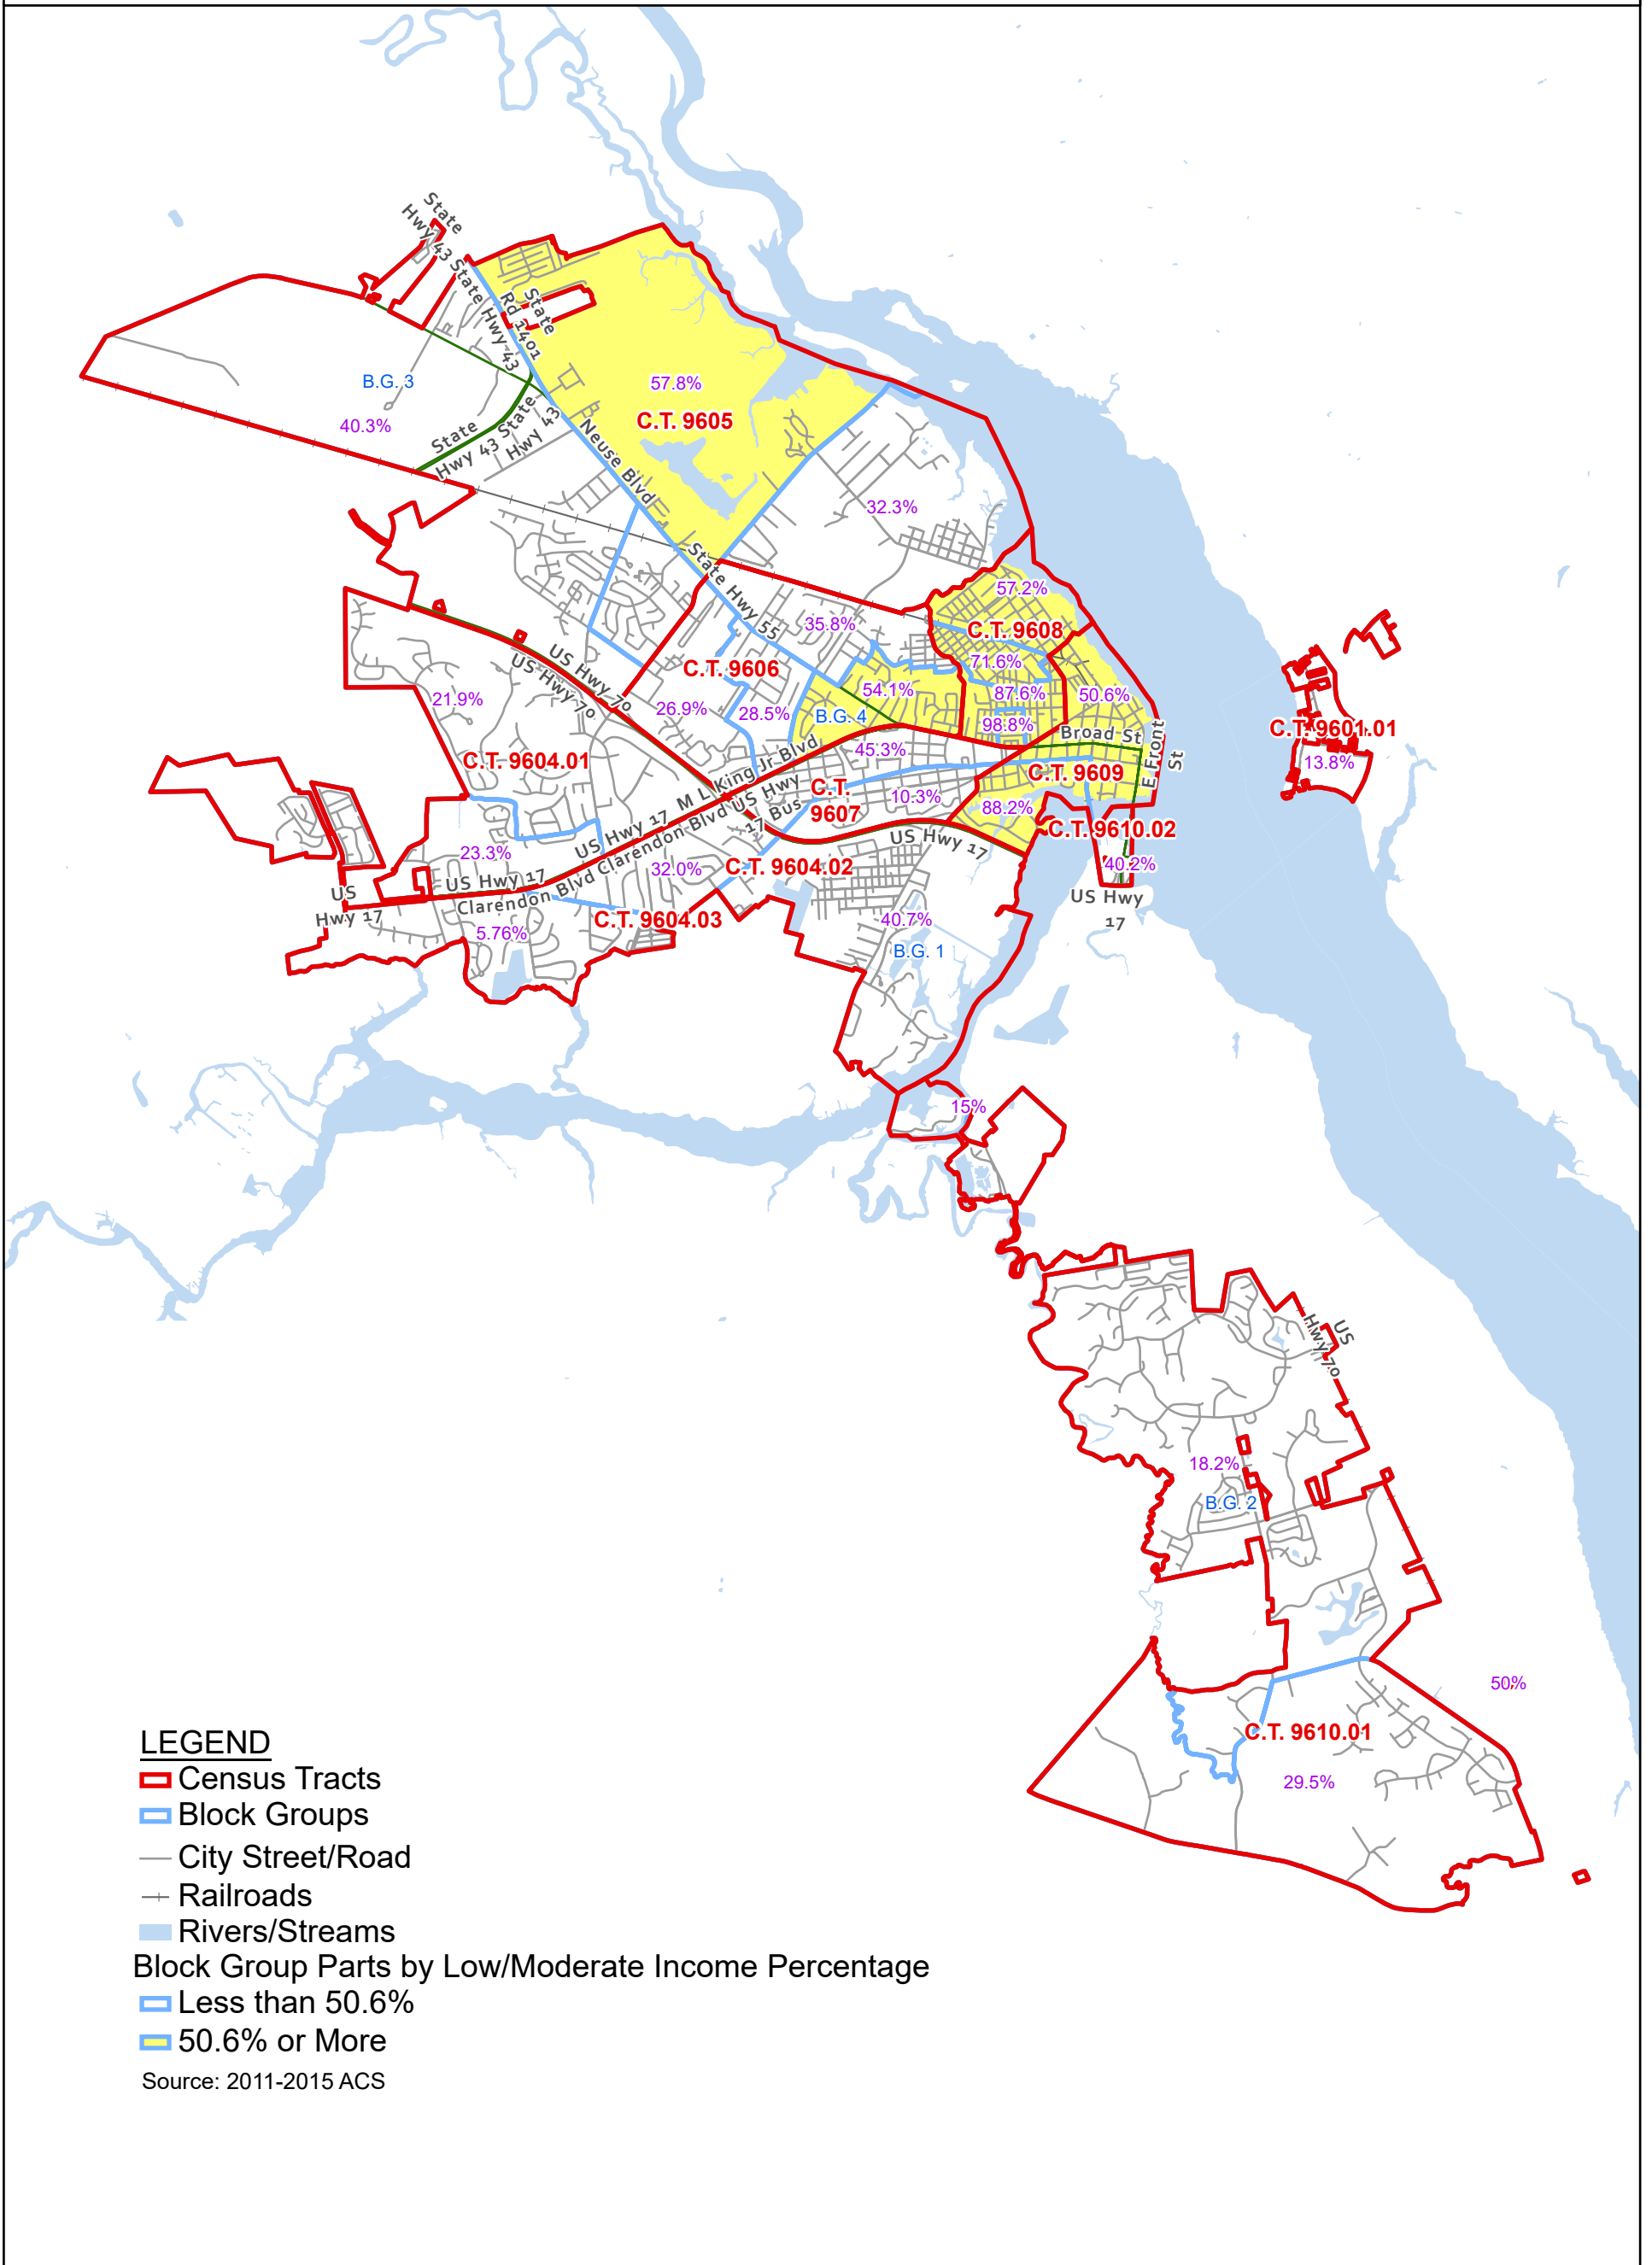 State
Hwy 43
State Hwy 43
State
Rd 1401
B.G. 3
40.3%
57.8%
C.T. 9605
State
Hwy 43
State
Hwy 43
Neuse Blvd
32.3%
State Hwy 55
57.2%
C.T. 9608
35.8%
71.6%
C.T. 9606
54.1%
87.6%
50.6%
US Hwy 70
US Hwy 70
21.9%
26.9%
28.5%
B.G. 4
98.8%
Broad St
E Front
St
C.T. 9601.01
13.8%
45.3%
C.T. 9604.01
M L King Jr Blvd
C.T. 9609
US Hwy
17 Bus
C.T.
9607
10.3%
88.2%
US Hwy 17
Clarendon Blvd
C.T. 9610.02
US Hwy 17
23.3%
32.0%
C.T. 9604.02
40.2%
US Hwy 17
Clarendon Blvd
US
Hwy 17
US Hwy
17
5.76%
C.T. 9604.03
40.7%
B.G. 1
15%
US
Hwy 70
18.2%
B.G. 2
50%
C.T. 9610.01
29.5%
LEGEND
Census Tracts
Block Groups
City Street/Road
Railroads
Rivers/Streams
Block Group Parts by Low/Moderate Income Percentage
Less than 50.6%
50.6% or More
Source: 2011-2015 ACS